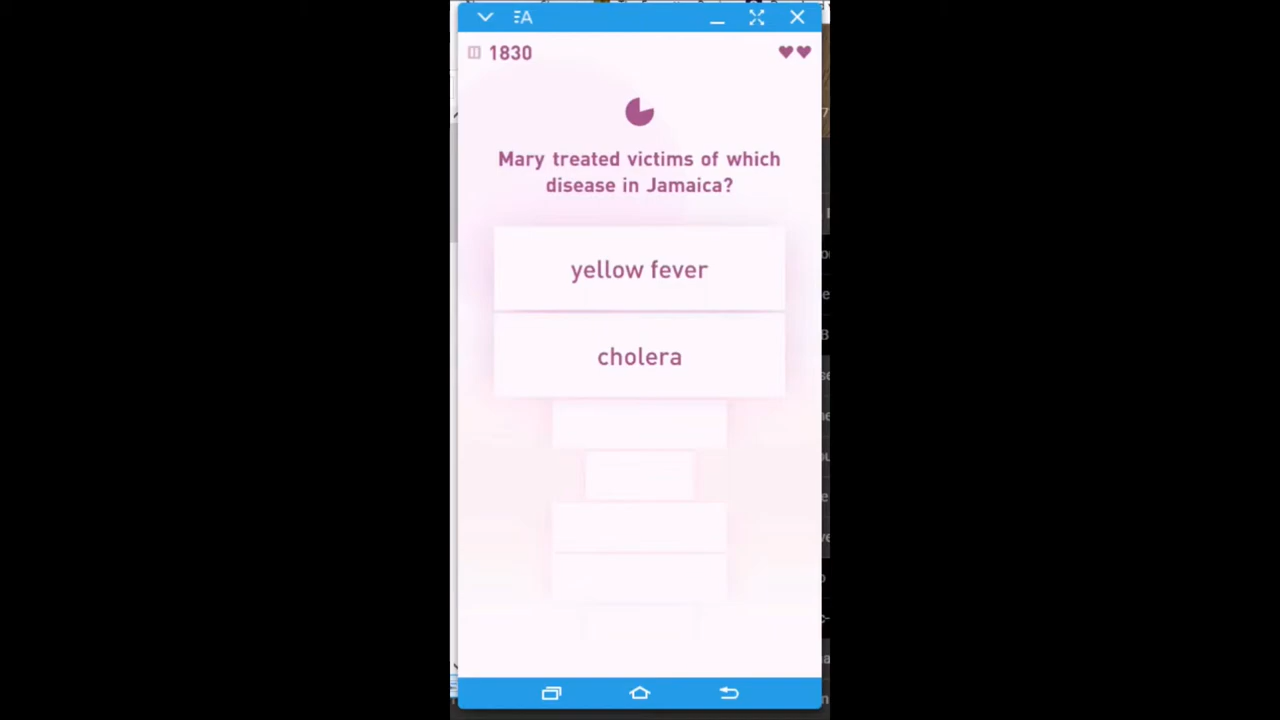 1830
Mary treated victims of which
disease in Jamaica?
yellow fever
cholera